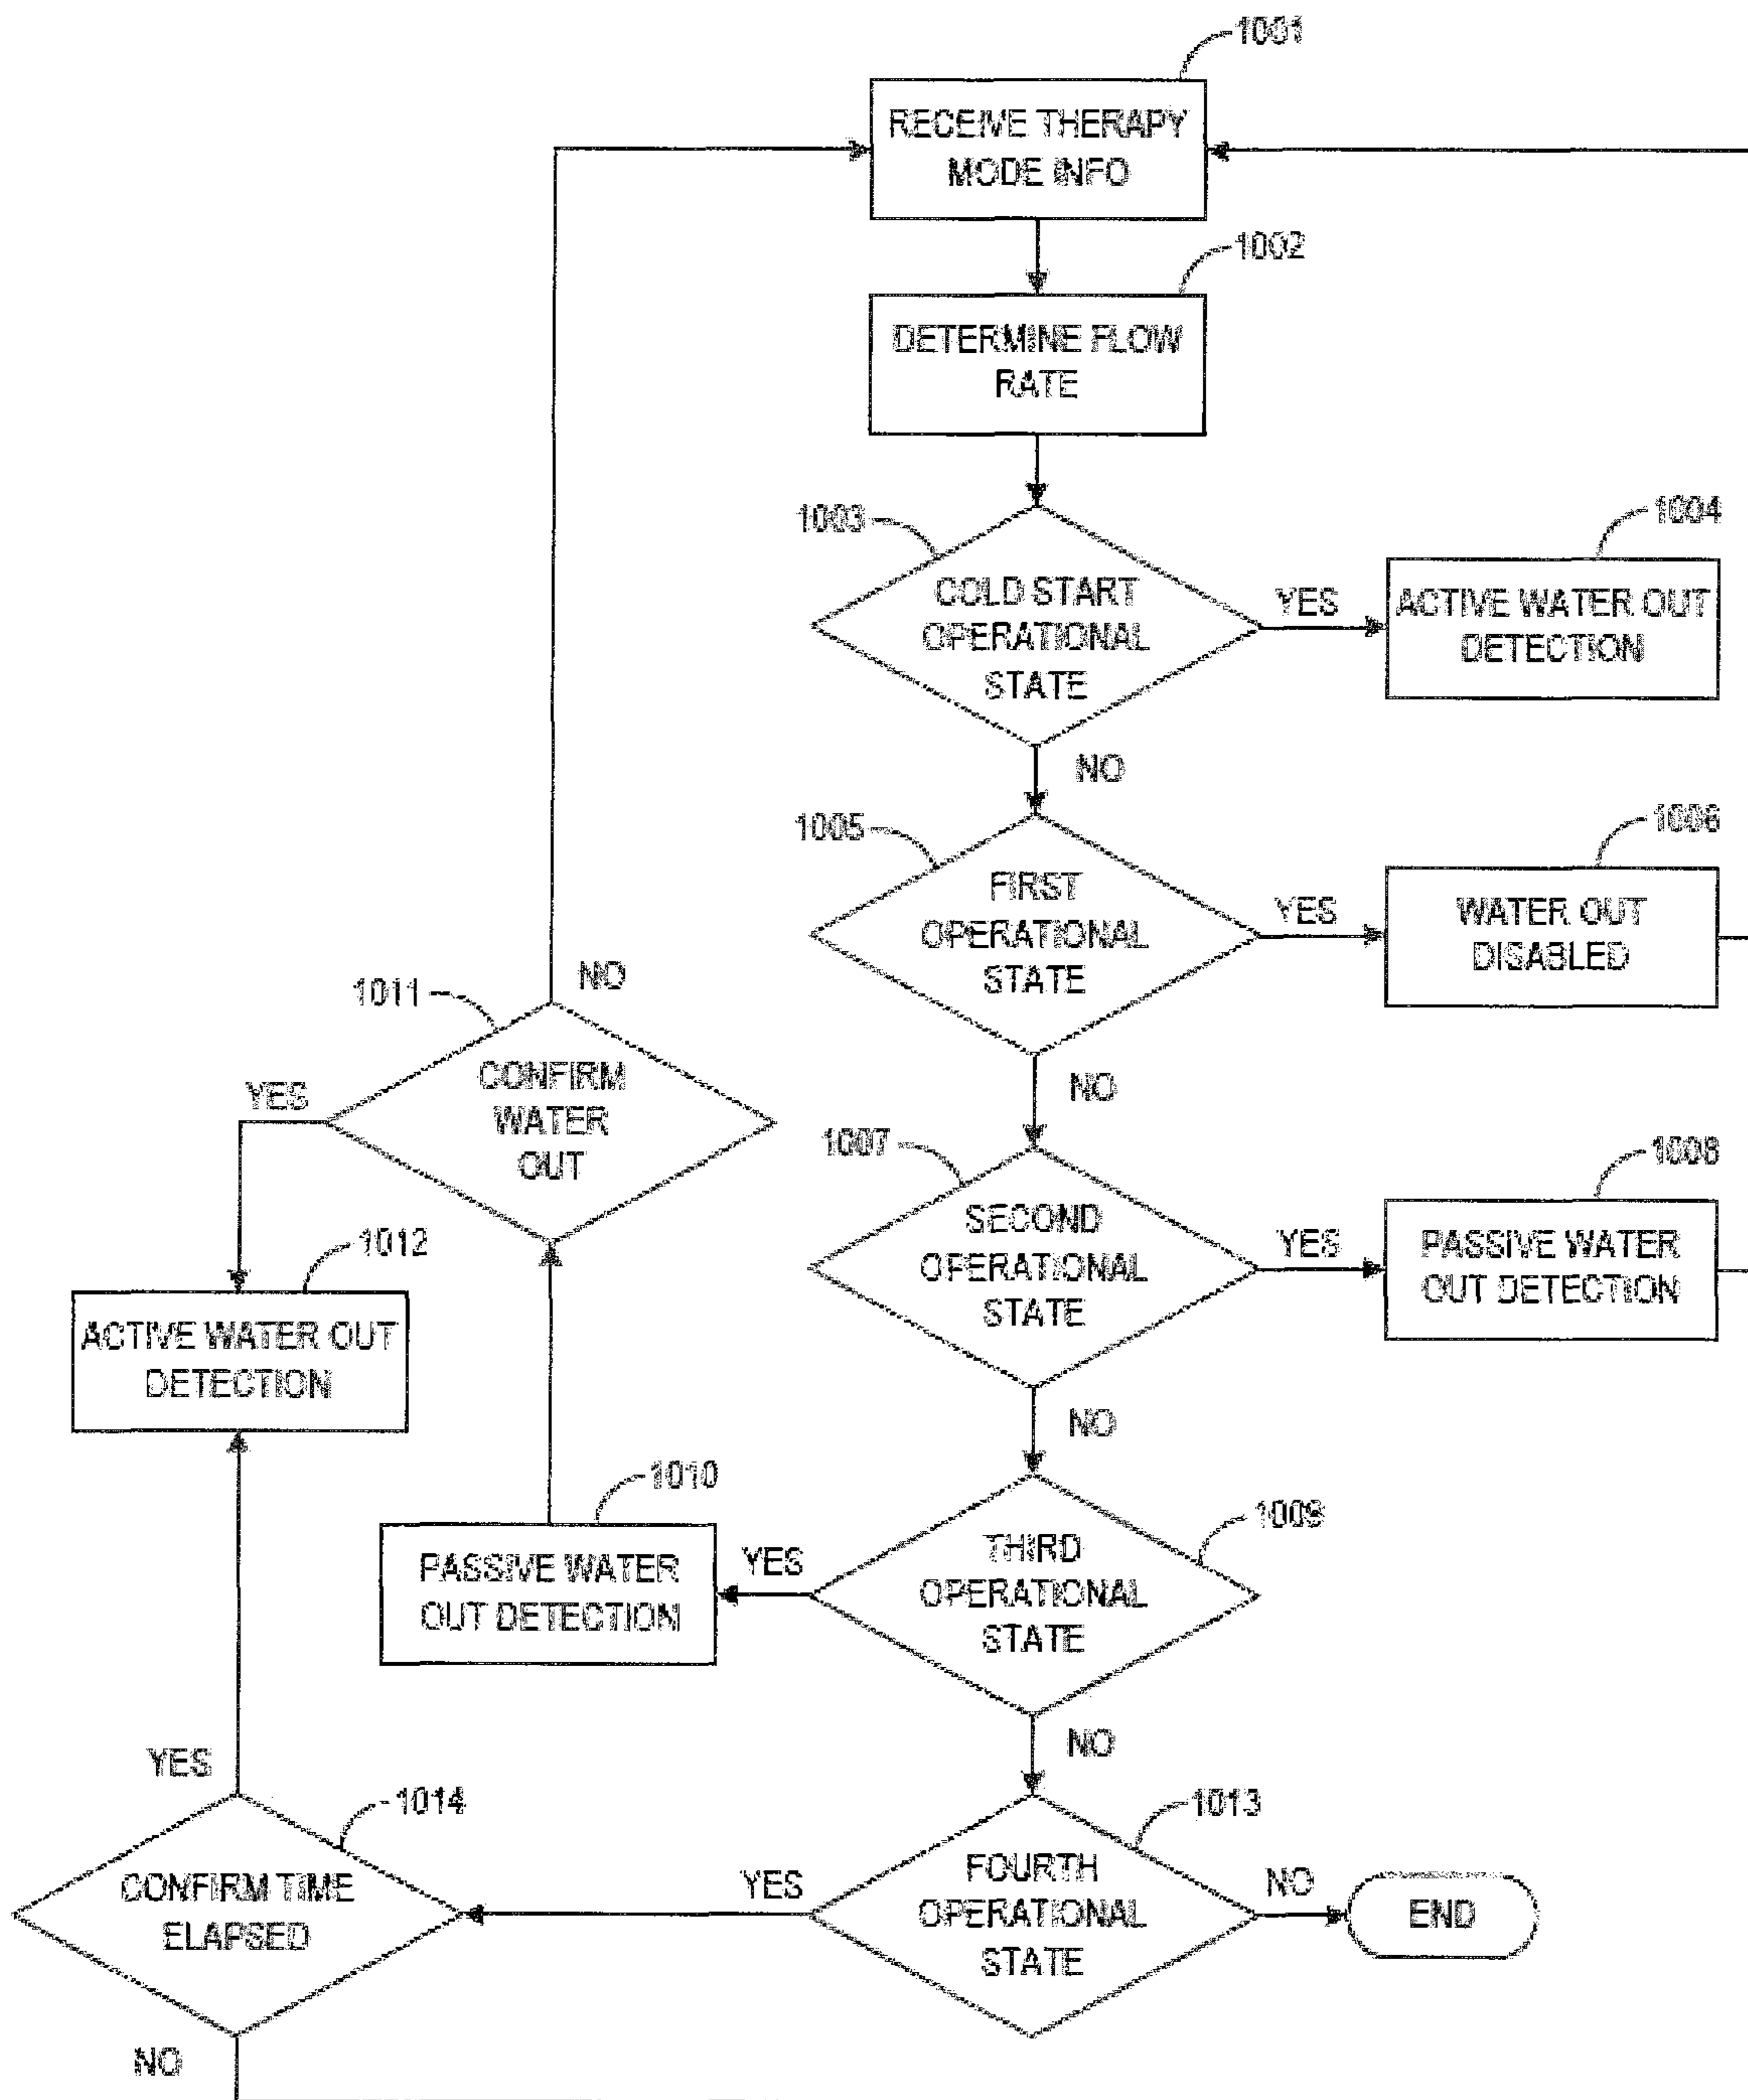 1001
RECEIVE THERAPY
MODE INFO
1002
DETERMINE FLOW
RATE
1003
COLD START
OPERATIONAL
STATE
YES
1004
ACTIVE WATER OUT
DETECTION
NO
1005
FIRST
OPERATIONAL
STATE
YES
1006
WATER OUT
DISABLED
NO
1007
SECOND
OPERATIONAL
STATE
YES
1008
PASSIVE WATER
OUT DETECTION
NO
1009
THIRD
OPERATIONAL
STATE
YES
1010
PASSIVE WATER
OUT DETECTION
1011
CONFIRM
WATER
OUT
NO
YES
1012
ACTIVE WATER OUT
DETECTION
NO
1013
FOURTH
OPERATIONAL
STATE
NO
END
YES
1014
CONFIRM TIME
ELAPSED
YES
NO